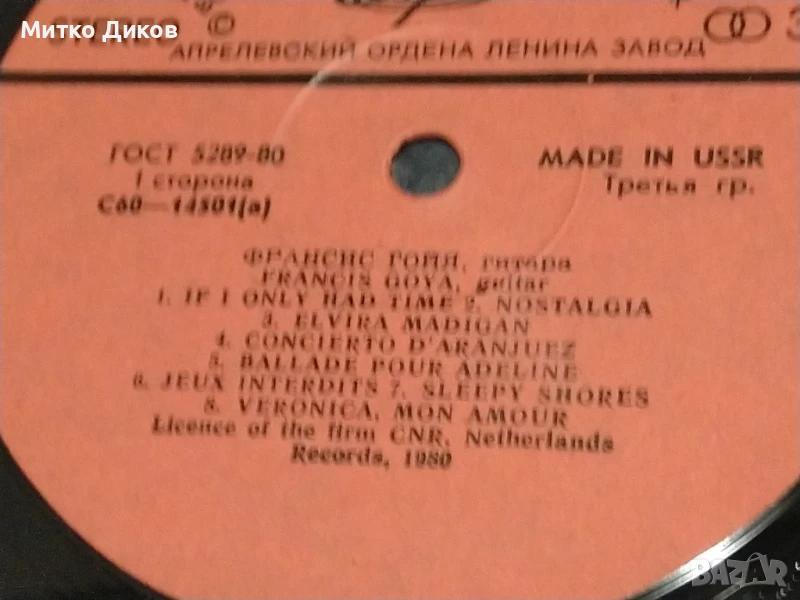 Митко Диков
©
АПРЕЛЕВСКИЙ ОРДЕНА ЛЕНИНА ЗАВОД
ГОСТ 5289-80
MADE IN USSR
1 сторона
Третья гр.
С60—14501(а)
ФРАНСИС ГОЙЯ, гитара
FRANCIS GOYA, guitar
1. IF I ONLY HAD TIME 2. NOSTALGIA
3. ELVIRA MADIGAN
4. CONCIERTO D'ARANJUEZ
5. BALLADE POUR ADELINE
6. JEUX INTERDITS 7. SLEEPY SHORES
8. VERONICA, MON AMOUR
Licence of the firm CNR, Netherlands
Records, 1980
BAZAR